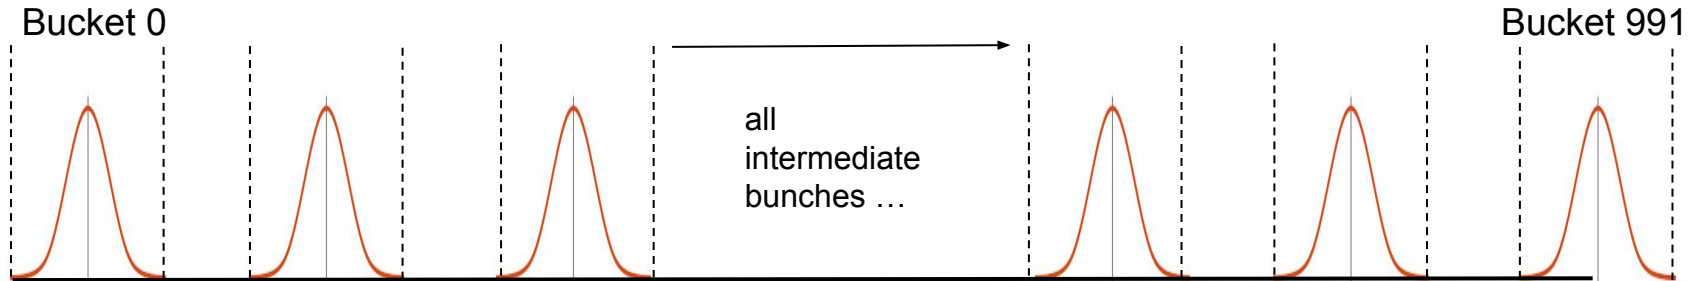 Bucket 0
Bucket 991
all
intermediate
bunches …